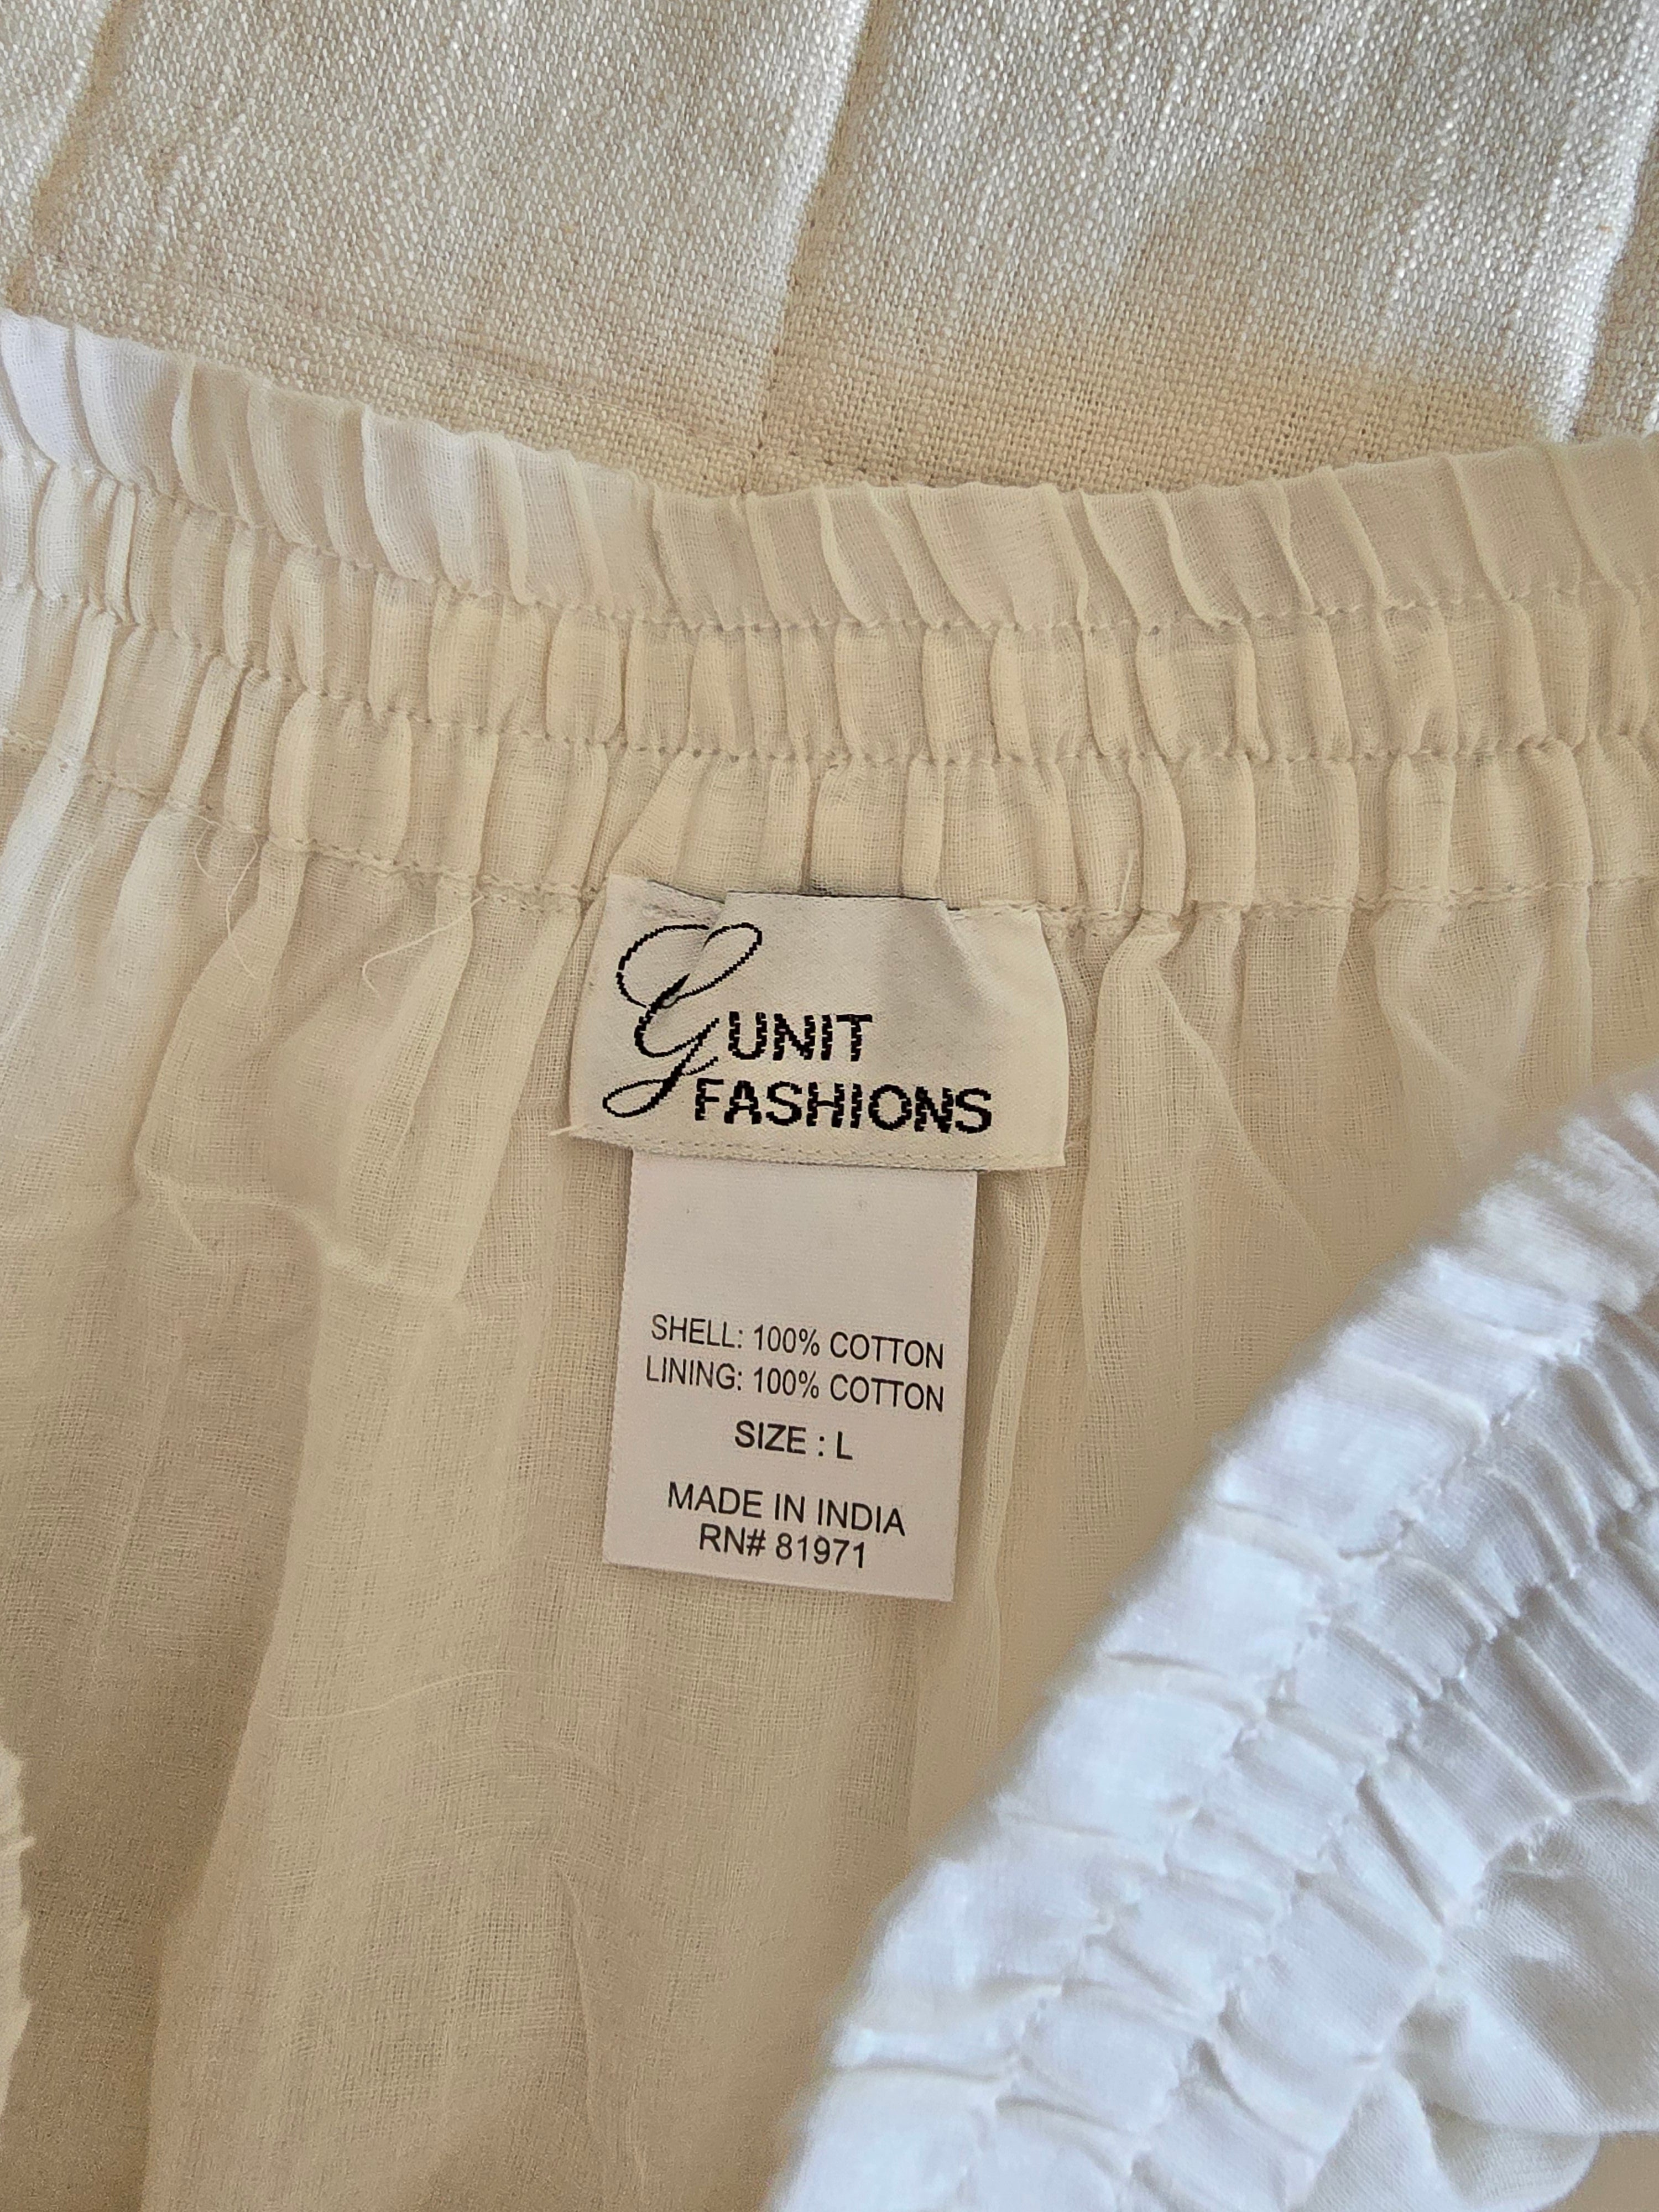 G UNIT
FASHIONS
SHELL: 100% COTTON
LINING: 100% COTTON
SIZE : L
MADE IN INDIA
RN# 81971